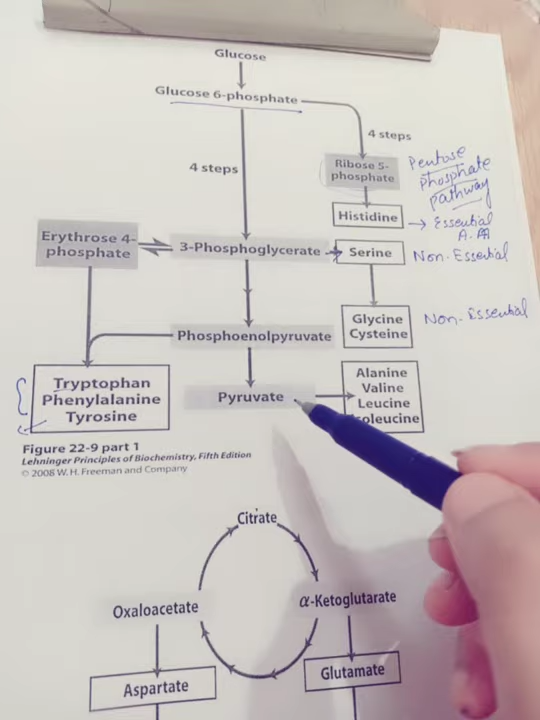 Glucose
Glucose 6-phosphate
4 steps
4 steps
Ribose 5-
phosphate
Pentose
Phosphate
pathway
Histidine
→ Essential
A.A
Erythrose 4-
phosphate
3-Phosphoglycerate
Serine
Non-Essential
Glycine
Cysteine
Non-Essential
Phosphoenolpyruvate
Tryptophan
Phenylalanine
Tyrosine
Pyruvate
Alanine
Valine
Leucine
Figure 22-9 part 1
Lehninger Principles of Biochemistry, Fifth Edition
© 2008 W. H. Freeman and Company
Citrate
Oxaloacetate
α-Ketoglutarate
Aspartate
Glutamate